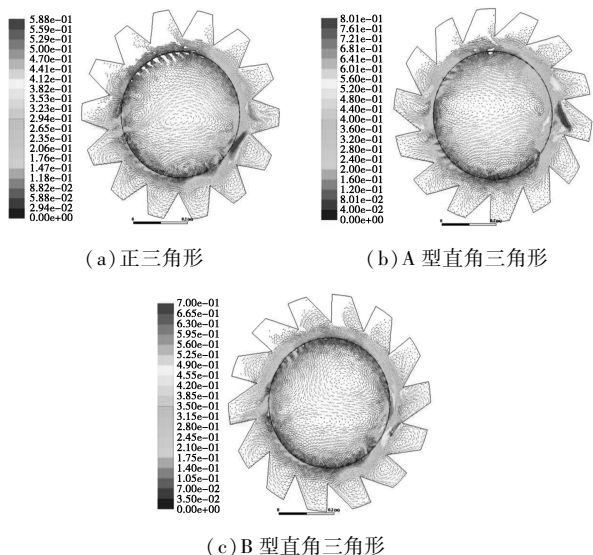 5.88e−01
5.59e−01
5.29e−01
5.00e−01
4.70e−01
4.41e−01
4.12e−01
3.82e−01
3.53e−01
3.23e−01
2.94e−01
2.65e−01
2.35e−01
2.06e−01
1.76e−01
1.47e−01
1.18e−01
8.82e−02
5.88e−02
2.94e−02
0.00e+00
(a)正三角形
8.01e−01
7.61e−01
7.21e−01
6.81e−01
6.41e−01
6.01e−01
5.60e−01
5.20e−01
4.80e−01
4.40e−01
4.00e−01
3.60e−01
3.20e−01
2.80e−01
2.40e−01
2.00e−01
1.60e−01
1.20e−01
8.01e−02
4.00e−02
0.00e+00
(b)A 型直角三角形
7.00e−01
6.65e−01
6.30e−01
5.95e−01
5.60e−01
5.25e−01
4.90e−01
4.55e−01
4.20e−01
3.85e−01
3.50e−01
3.15e−01
2.80e−01
2.45e−01
2.10e−01
1.75e−01
1.40e−01
1.05e−01
7.00e−02
3.50e−02
0.00e+00
(c)B 型直角三角形